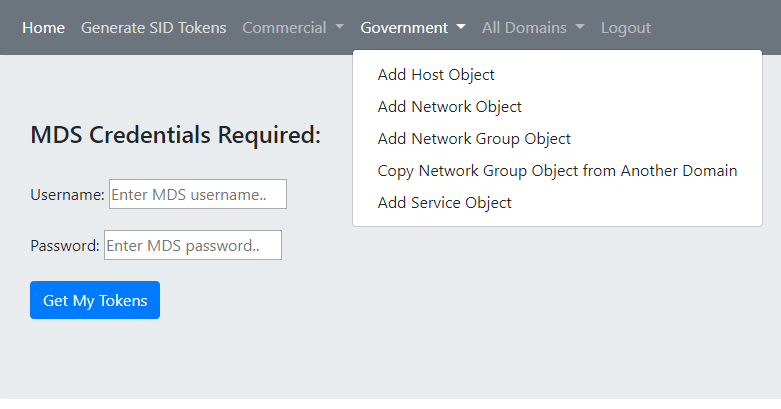 Home Generate SID Tokens Commercial Government All Domains Logout
Add Host Object
Add Network Object
Add Network Group Object
Copy Network Group Object from Another Domain
Add Service Object
MDS Credentials Required:
Username: Enter MDS username..
Password: Enter MDS password..
Get My Tokens